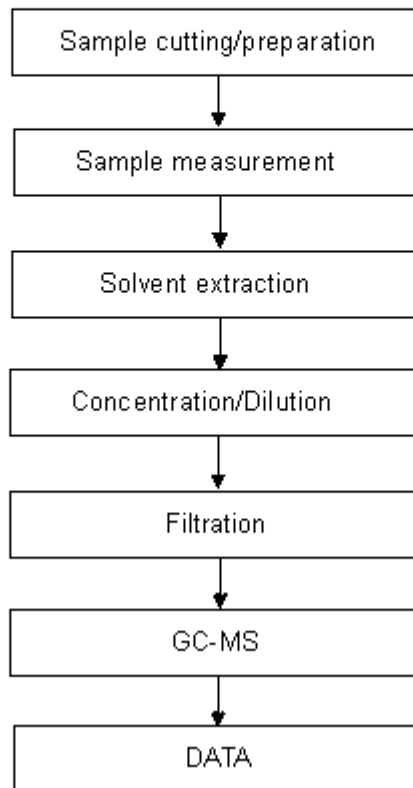 Sample cutting/preparation
Sample measurement
Solvent extraction
Concentration/Dilution
Filtration
GC-MS
DATA